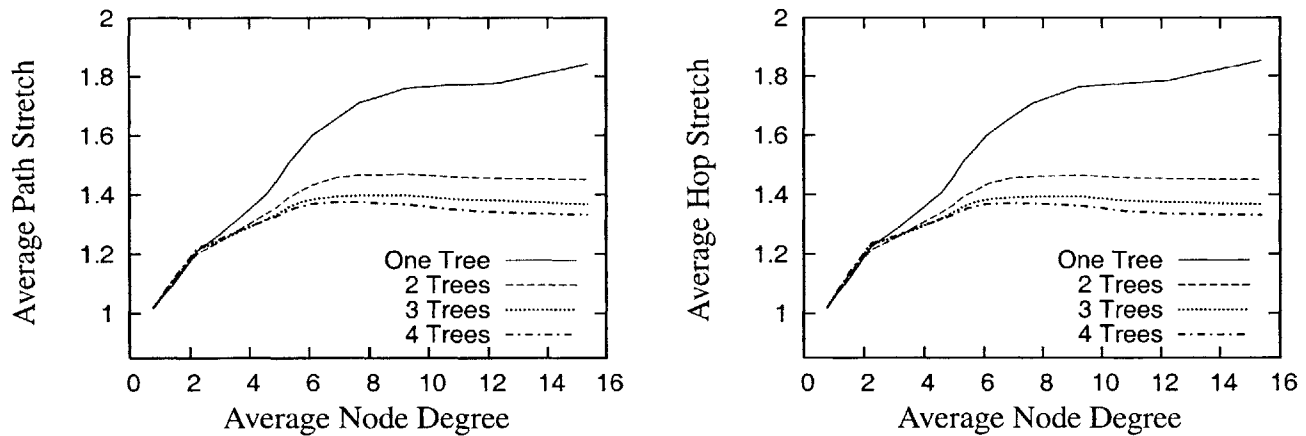 Average Path Stretch
2
1.8
1.6
1.4
1.2
1
One Tree
2 Trees
3 Trees
4 Trees
0 2 4 6 8 10 12 14 16
Average Node Degree
Average Hop Stretch
2
1.8
1.6
1.4
1.2
1
One Tree
2 Trees
3 Trees
4 Trees
0 2 4 6 8 10 12 14 16
Average Node Degree